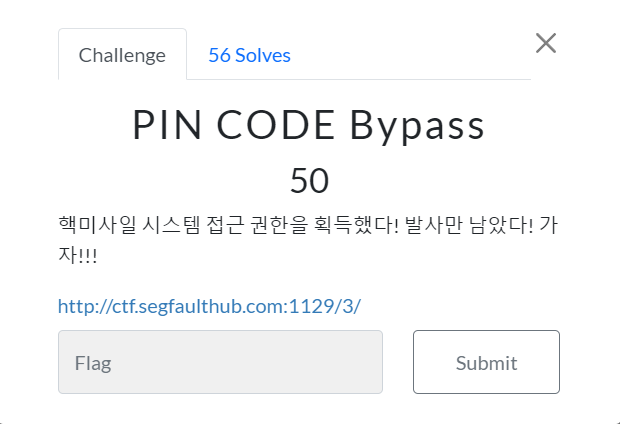 Challenge
56 Solves
PIN CODE Bypass
50
핵미사일 시스템 접근 권한을 획득했다! 발사만 남았다! 가
자!!!
http://ctf.segfaulthub.com:1129/3/
Flag
Submit